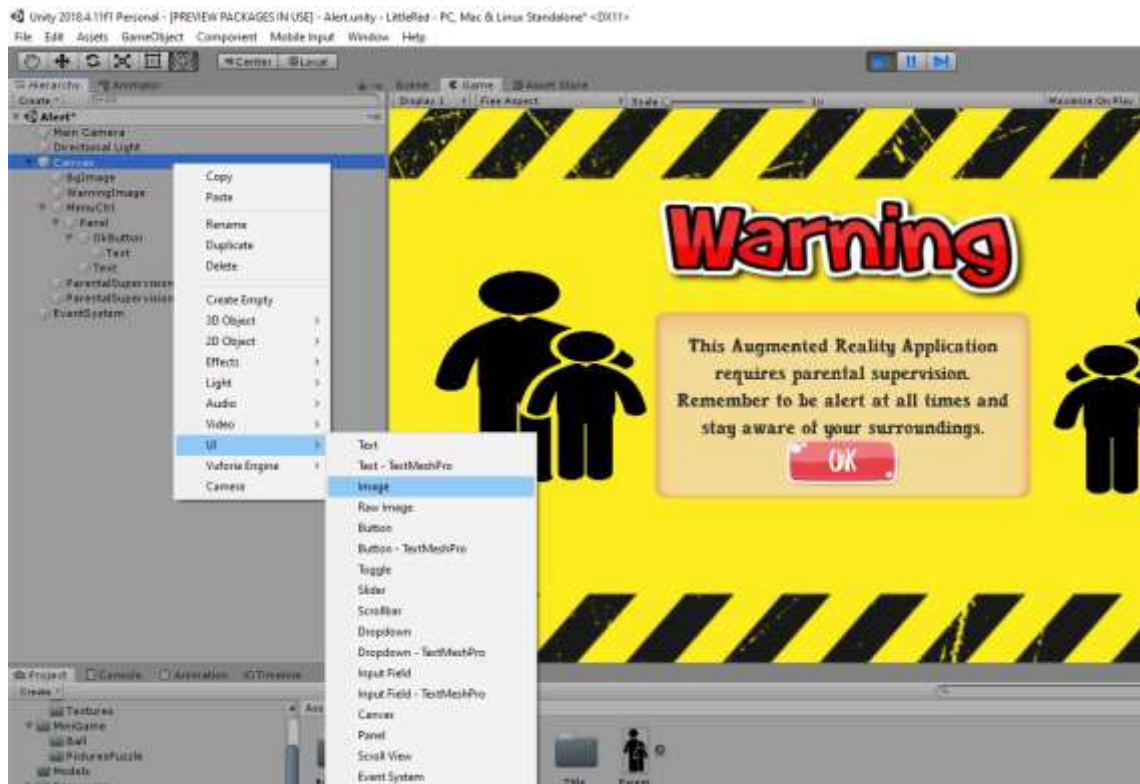 Unity 2018.4.11f1 Personal - [PREVIEW PACKAGES IN USE] - Alert.unity - LittleRed - PC, Mac & Linux Standalone* <DX11>
File Edit Assets GameObject Component Mobile Input Window Help
Center Local
Hierarchy Animator
Scene Game Asset Store
Create
Display 1 Free Aspect Scale 1x Maximize On Play
Alert*
Main Camera
Directional Light
Canvas
BgImage
WarningImage
MenuCtrl
Panel
OkButton
Text
Text
ParentalSupervision
ParentalSupervision
EventSystem
Copy
Paste
Rename
Duplicate
Delete
Create Empty
3D Object
2D Object
Effects
Light
Audio
Video
UI
Vuforia Engine
Camera
Text
Text - TextMeshPro
Image
Raw Image
Button
Button - TextMeshPro
Toggle
Slider
Scrollbar
Dropdown
Dropdown - TextMeshPro
Input Field
Input Field - TextMeshPro
Canvas
Panel
Scroll View
Event System
Warning
This Augmented Reality Application
requires parental supervision.
Remember to be alert at all times and
stay aware of your surroundings.
OK
Project Console Animation Timeline
Create
Textures
MiniGame
Ball
PicturesPuzzle
Models
Title Parent